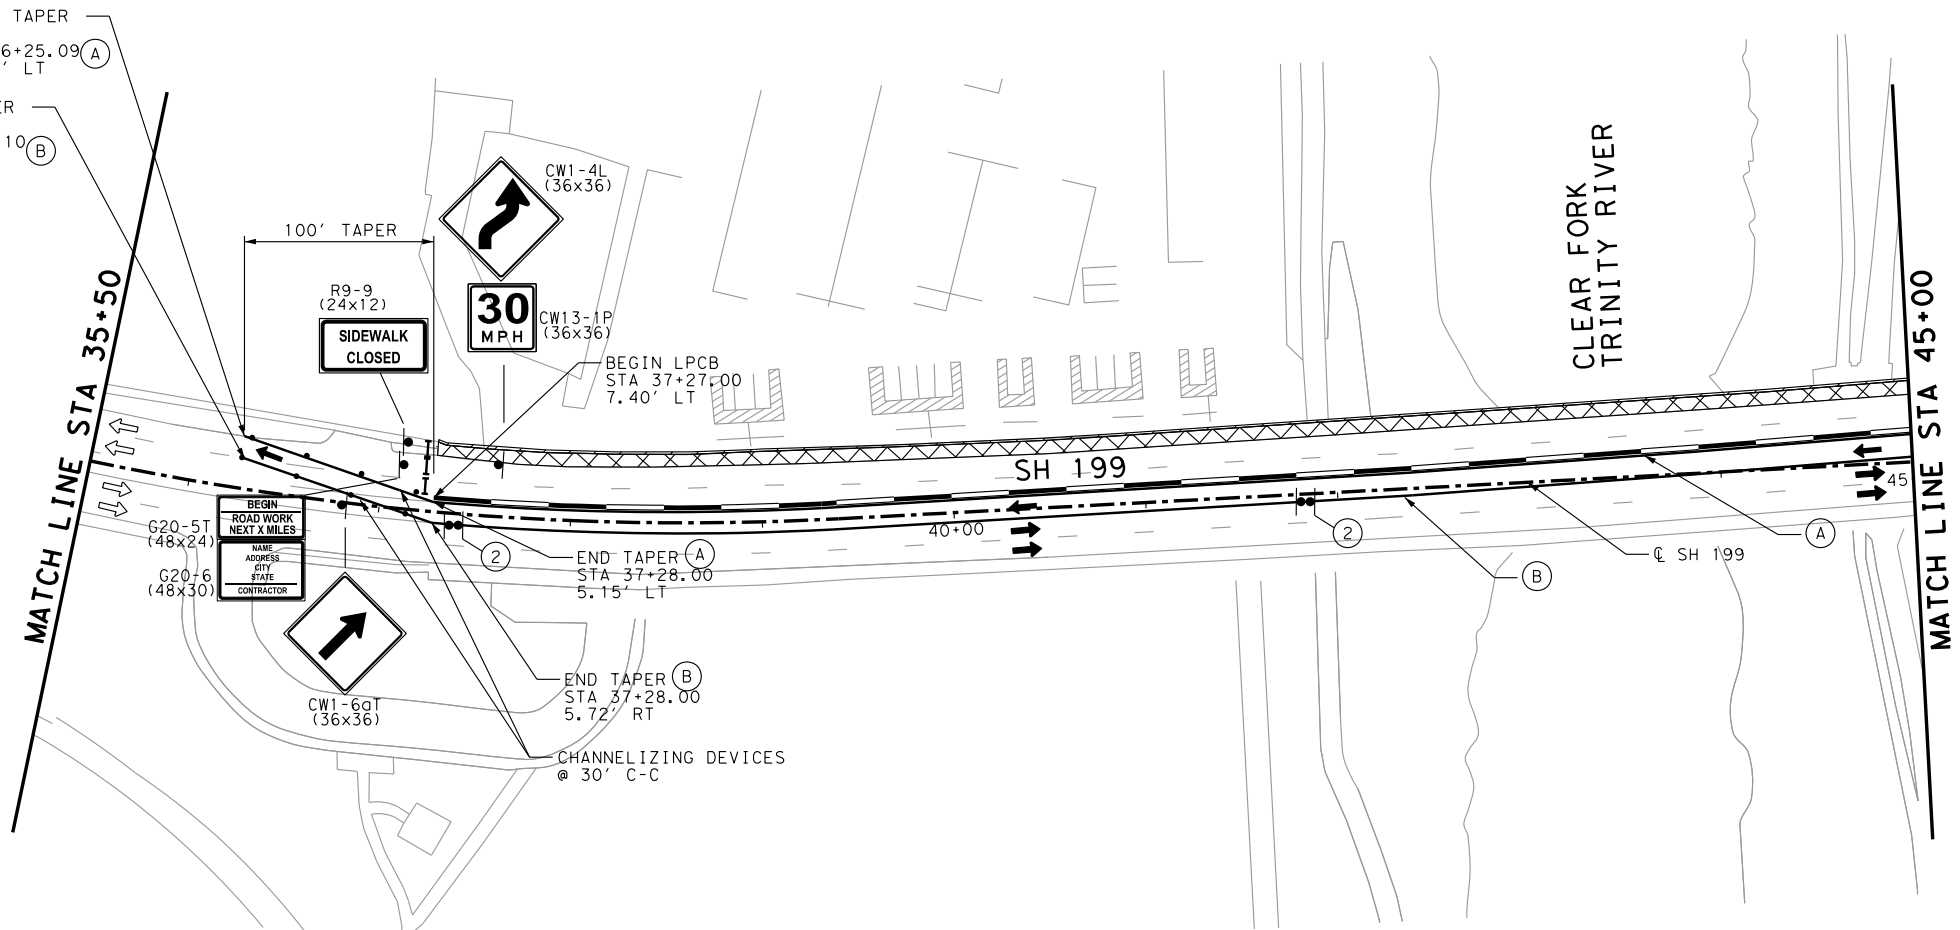 TAPER
6+25.09
A
' LT
ER
10
B
MATCH LINE STA 35+50
100' TAPER
R9-9
(24x12)
SIDEWALK
CLOSED
CW1-4L
(36x36)
30
MPH
CW13-1P
(36x36)
BEGIN LPCB
STA 37+27.00
7.40' LT
CLEAR FORK
TRINITY RIVER
MATCH LINE STA 45+00
SH 199
40+00
45
G20-5T
(48x24)
BEGIN
ROAD WORK
NEXT X MILES
G20-6
(48x30)
NAME
ADDRESS
CITY
STATE
CONTRACTOR
2
END TAPER A
STA 37+28.00
5.15' LT
2
A
B
℄ SH 199
CW1-6aT
(36x36)
END TAPER B
STA 37+28.00
5.72' RT
CHANNELIZING DEVICES
@ 30' C-C